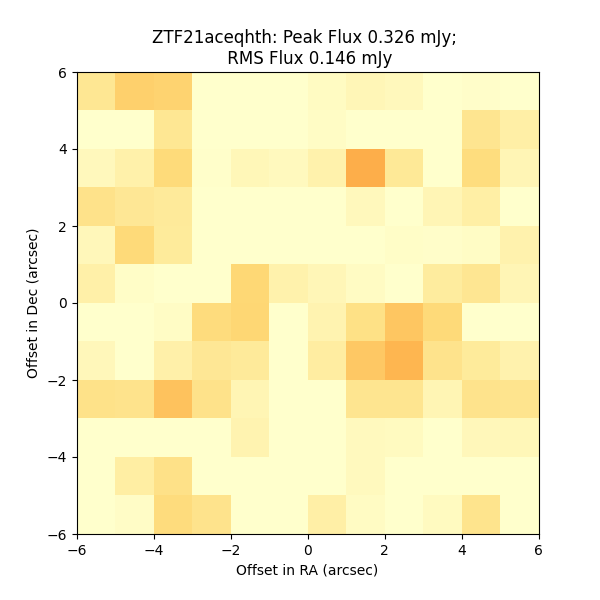 ZTF21aceqhth: Peak Flux 0.326 mJy;
RMS Flux 0.146 mJy
6
4
2
0
−2
−4
−6
Offset in Dec (arcsec)
−6 −4 −2 0 2 4 6
Offset in RA (arcsec)